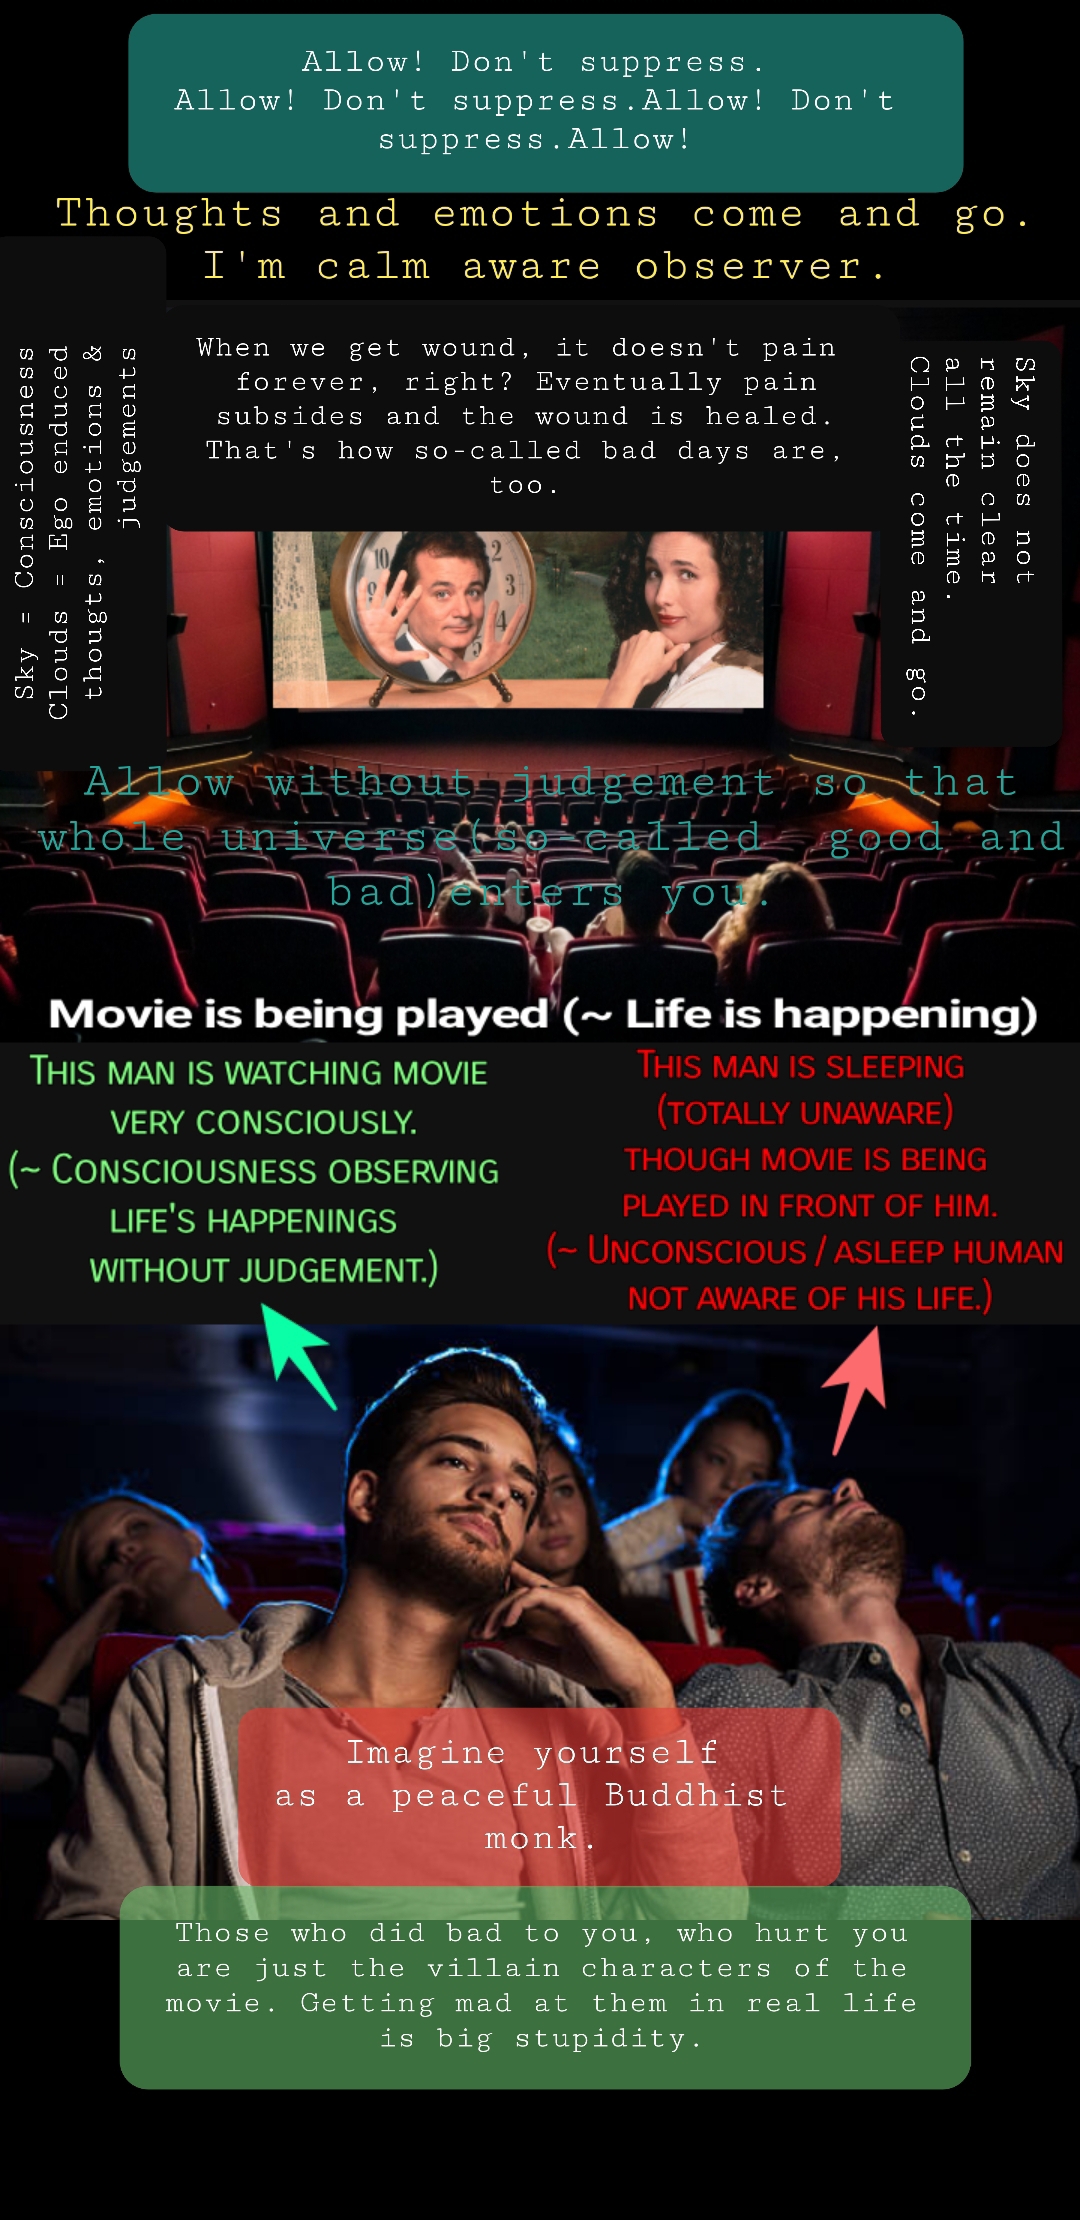 Allow! Don't suppress.
Allow! Don't suppress.Allow! Don't
suppress.Allow!
Thoughts and emotions come and go.
I'm calm aware observer.
Sky = Consciousness
Clouds = Ego enduced
thougts, emotions &
judgements
When we get wound, it doesn't pain
forever, right? Eventually pain
subsides and the wound is healed.
That's how so-called bad days are,
too.
Sky does not
remain clear
all the time.
Clouds come and go.
10
2
3
5
Allow without judgement so that
whole universe(so-called good and
bad)enters you.
Movie is being played (~ Life is happening)
THIS MAN IS WATCHING MOVIE
VERY CONSCIOUSLY.
(~ CONSCIOUSNESS OBSERVING
LIFE'S HAPPENINGS
WITHOUT JUDGEMENT.)
THIS MAN IS SLEEPING
(TOTALLY UNAWARE)
THOUGH MOVIE IS BEING
PLAYED IN FRONT OF HIM.
(~ UNCONSCIOUS / ASLEEP HUMAN
NOT AWARE OF HIS LIFE.)
Imagine yourself
as a peaceful Buddhist
monk.
Those who did bad to you, who hurt you
are just the villain characters of the
movie. Getting mad at them in real life
is big stupidity.